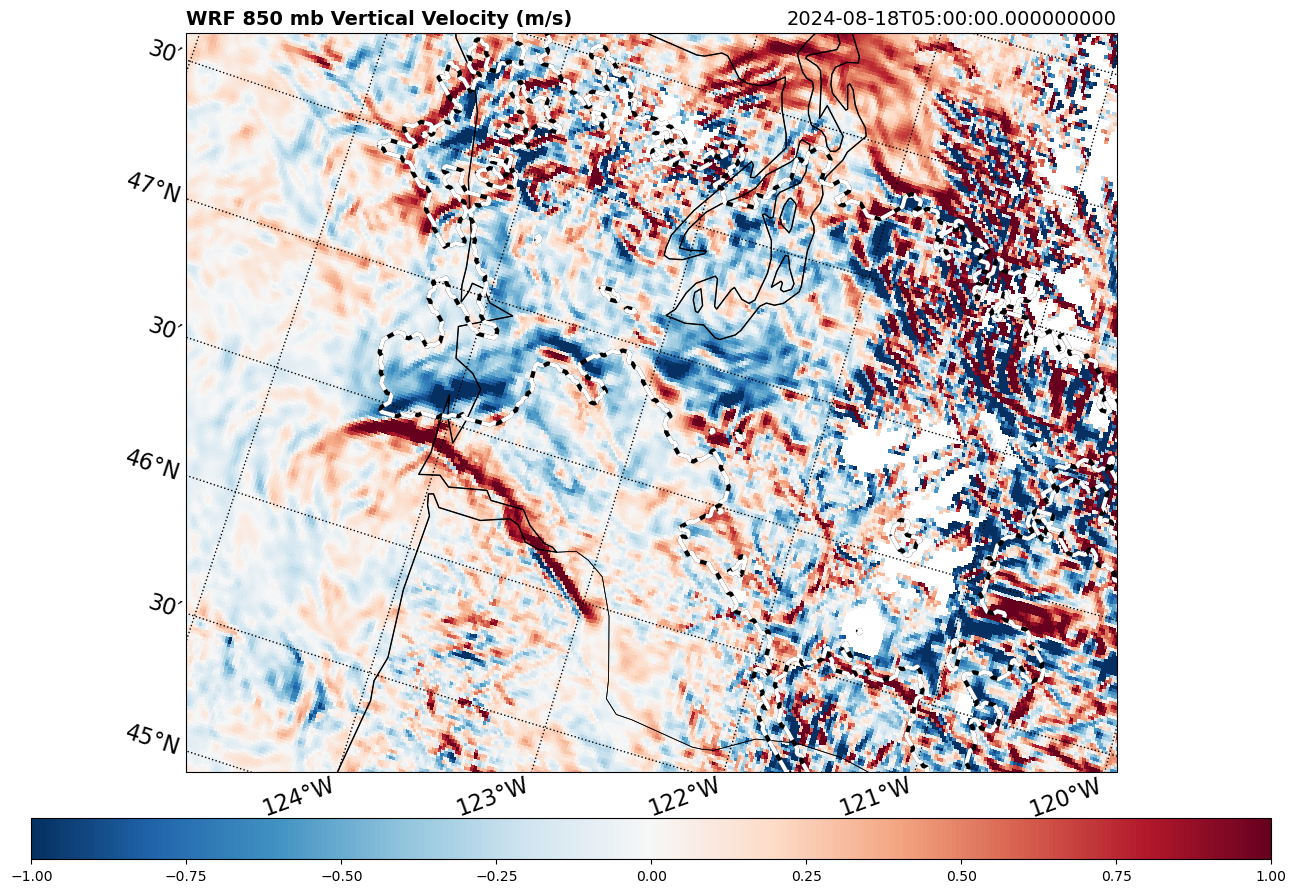 WRF 850 mb Vertical Velocity (m/s)
2024-08-18T05:00:00.000000000
30′
47°N
30′
46°N
30′
45°N
124°W
123°W
122°W
121°W
120°W
−1.00
−0.75
−0.50
−0.25
0.00
0.25
0.50
0.75
1.00